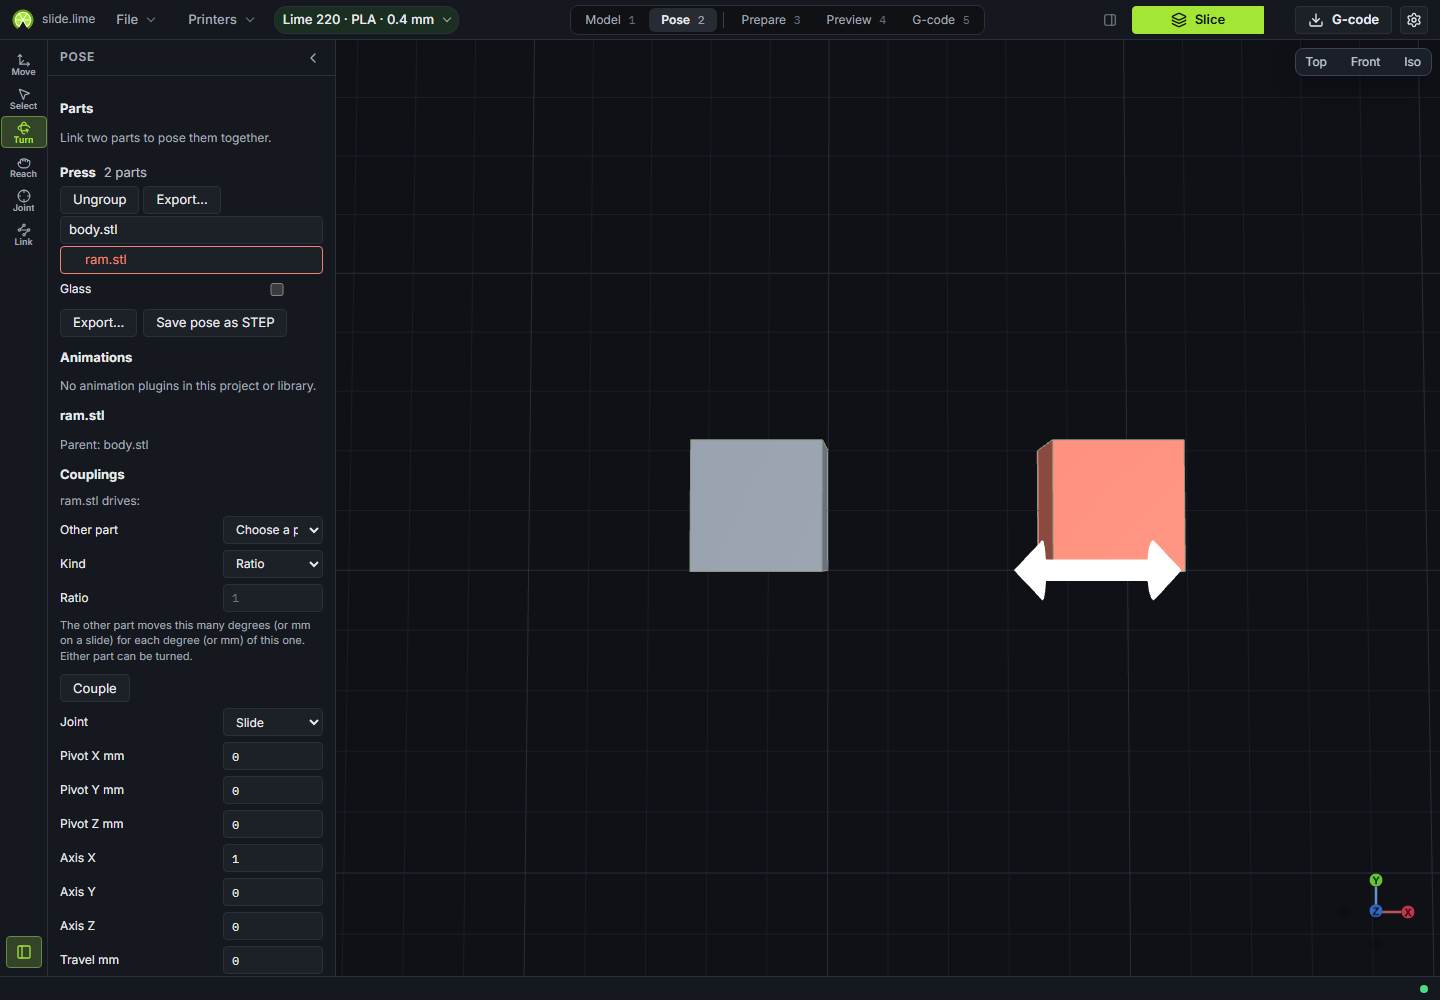 slide.lime
File
Printers
Lime 220 · PLA · 0.4 mm
Model 1
Pose 2
Prepare 3
Preview 4
G-code 5
Slice
G-code
Move
Select
Turn
Reach
Joint
Link
POSE
Top
Front
Iso
Parts
Link two parts to pose them together.
Press 2 parts
Ungroup
Export...
body.stl
ram.stl
Glass
Export...
Save pose as STEP
Animations
No animation plugins in this project or library.
ram.stl
Parent: body.stl
Couplings
ram.stl drives:
Other part
Choose a p
Kind
Ratio
Ratio
1
The other part moves this many degrees (or mm
on a slide) for each degree (or mm) of this one.
Either part can be turned.
Couple
Joint
Slide
Pivot X mm
0
Pivot Y mm
0
Pivot Z mm
0
Axis X
1
Axis Y
0
Axis Z
0
Travel mm
0
Y
Z
X